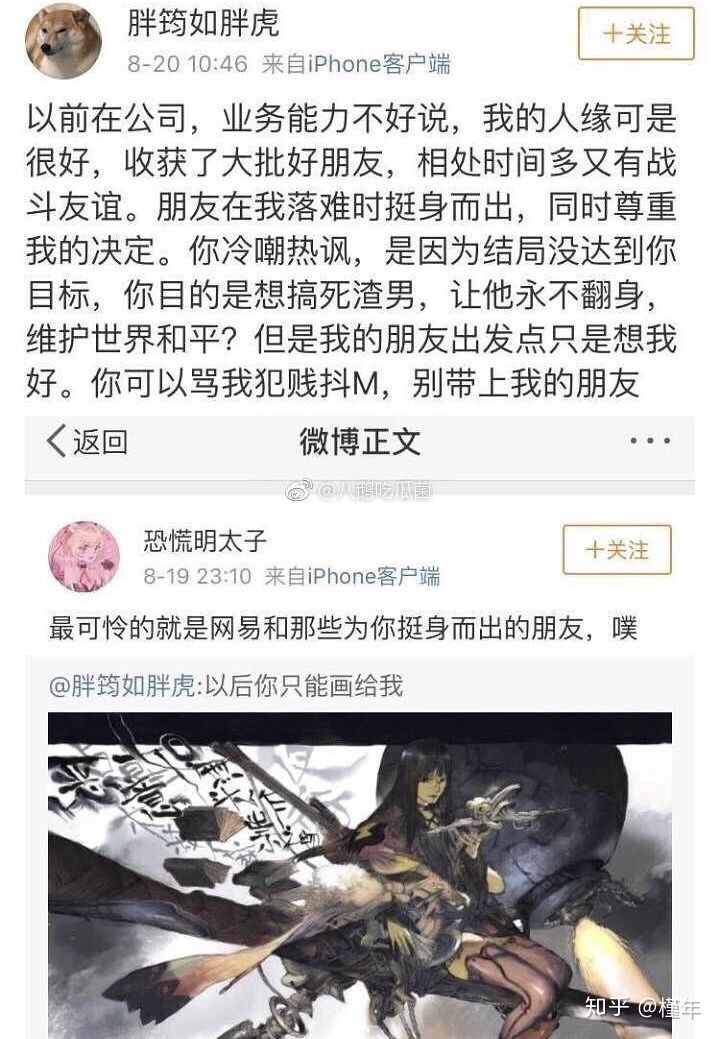 胖筠如胖虎
+关注
8-20 10:46 来自iPhone客户端
以前在公司，业务能力不好说，我的人缘可是
很好，收获了大批好朋友，相处时间多又有战
斗友谊。朋友在我落难时挺身而出，同时尊重
我的决定。你冷嘲热讽，是因为结局没达到你
目标，你目的是想搞死渣男，让他永不翻身，
维护世界和平？但是我的朋友出发点只是想我
好。你可以骂我犯贱抖M，别带上我的朋友
返回
微博正文
@八鹅吃瓜菌
恐慌明太子
+关注
8-19 23:10 来自iPhone客户端
最可怜的就是网易和那些为你挺身而出的朋友，噗
@胖筠如胖虎:以后你只能画给我
知乎 @槿年